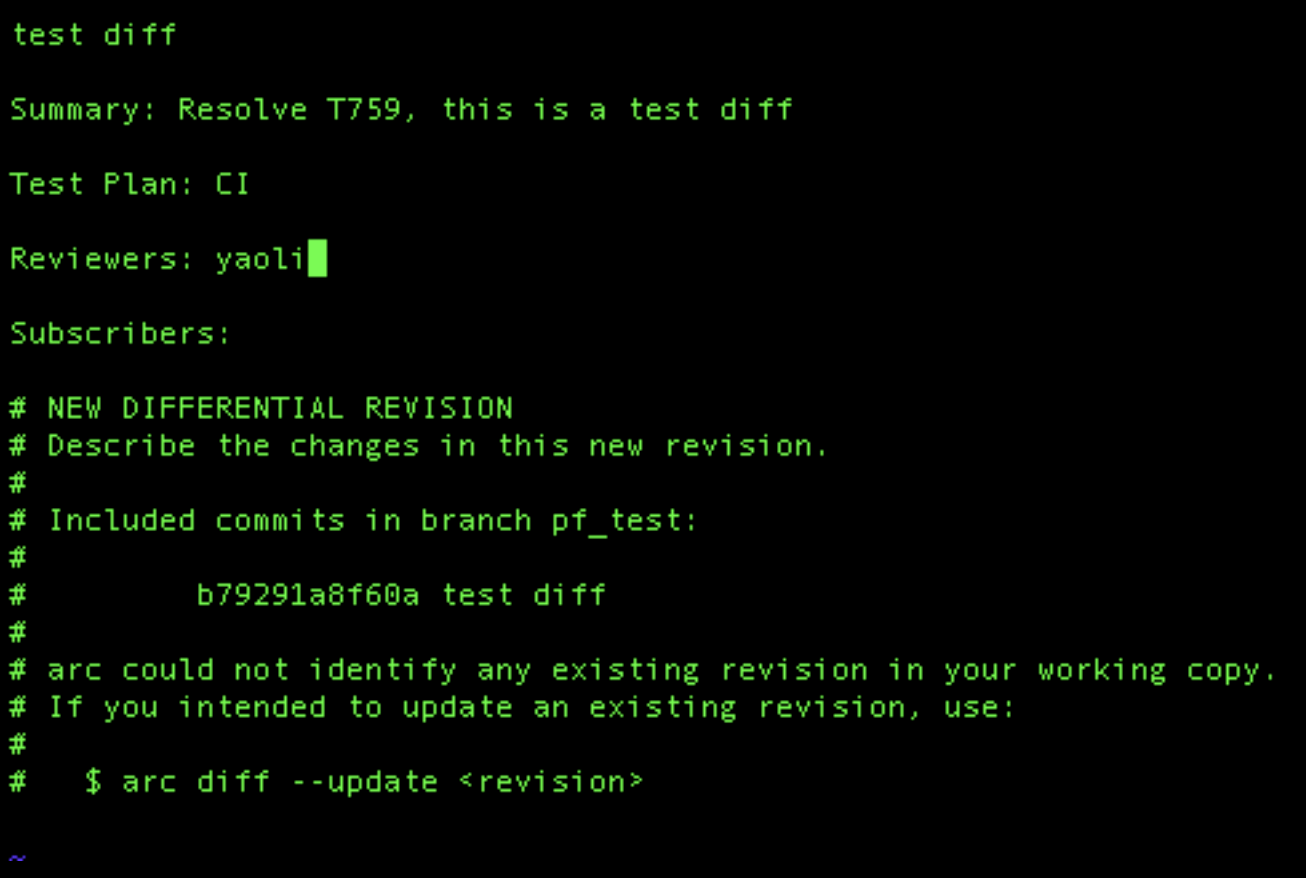 test diff
Summary: Resolve T759, this is a test diff
Test Plan: CI
Reviewers: yaoli
Subscribers:
# NEW DIFFERENTIAL REVISION
# Describe the changes in this new revision.
#
# Included commits in branch pf_test:
#
#         b79291a8f60a test diff
#
# arc could not identify any existing revision in your working copy.
# If you intended to update an existing revision, use:
#
#   $ arc diff --update <revision>
~